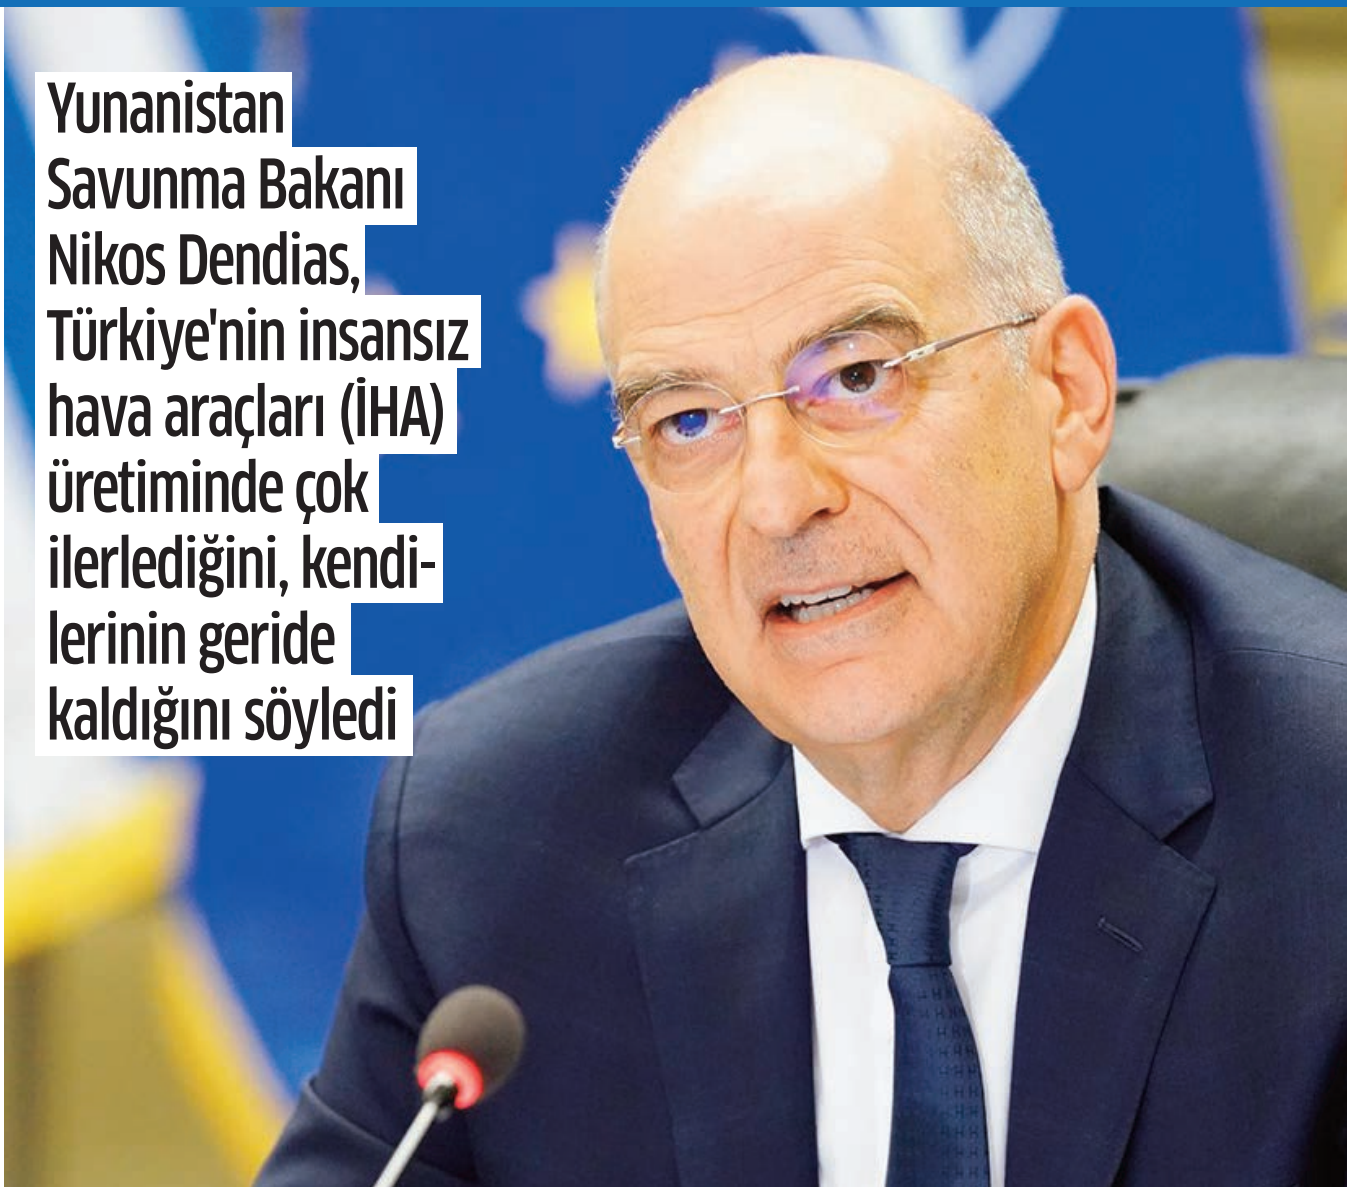 Yunanistan
Savunma Bakanı
Nikos Dendias,
Türkiye'nin insansız
hava araçları (İHA)
üretiminde çok
ilerlediğini, kendi-
lerinin geride
kaldığını söyledi